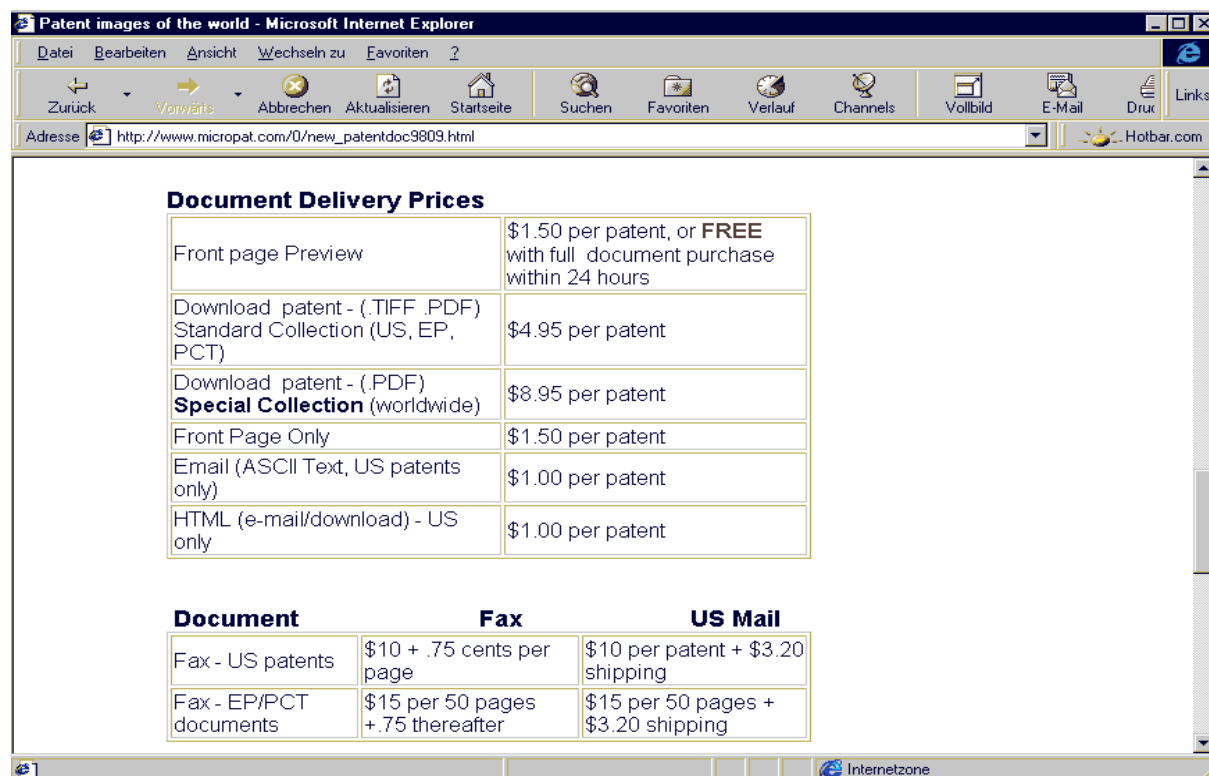 Patent images of the world - Microsoft Internet Explorer
Datei Bearbeiten Ansicht Wechseln zu Favoriten ?
Zurück Vorwärts Abbrechen Aktualisieren Startseite Suchen Favoriten Verlauf Channels Vollbild E-Mail Druc Links
Adresse http://www.micropat.com/0/new_patentdoc9809.html Hotbar.com
Document Delivery Prices
Front page Preview
$1.50 per patent, or FREE
with full document purchase
within 24 hours
Download patent - (.TIFF .PDF)
Standard Collection (US, EP,
PCT)
$4.95 per patent
Download patent - (.PDF)
Special Collection (worldwide)
$8.95 per patent
Front Page Only
$1.50 per patent
Email (ASCII Text, US patents
only)
$1.00 per patent
HTML (e-mail/download) - US
only
$1.00 per patent
Document Fax US Mail
Fax - US patents
$10 + .75 cents per
page
$10 per patent + $3.20
shipping
Fax - EP/PCT
documents
$15 per 50 pages
+.75 thereafter
$15 per 50 pages +
$3.20 shipping
Internetzone